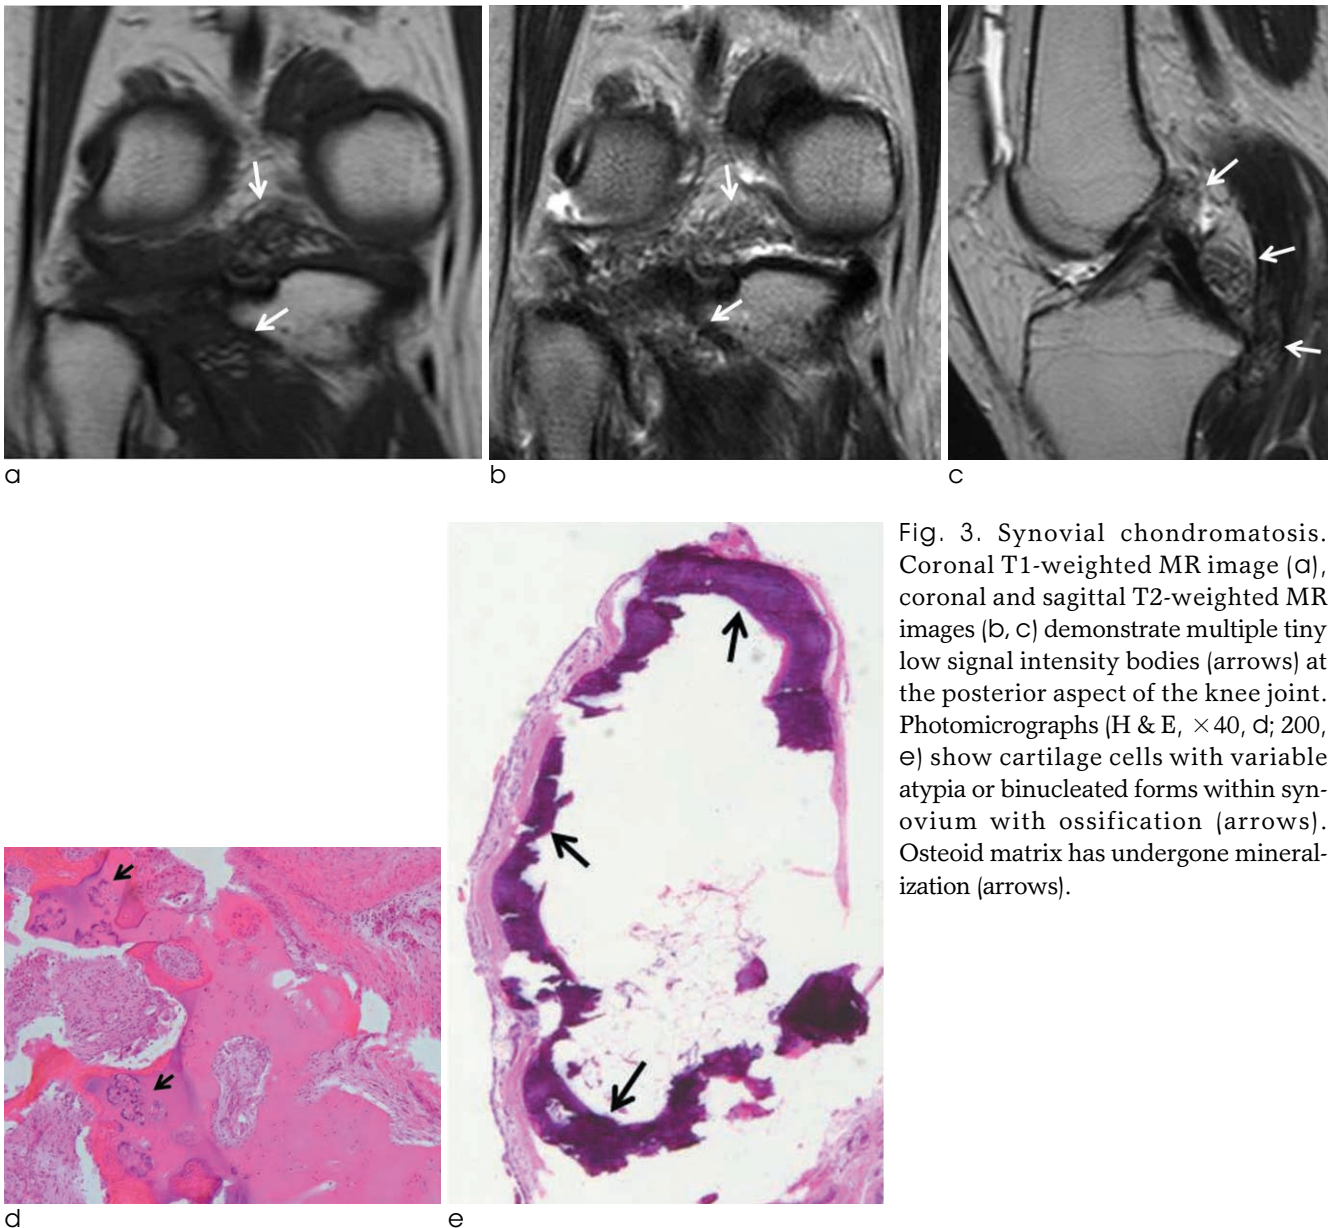 a
b
c
Fig. 3. Synovial chondromatosis.
Coronal T1-weighted MR image (a),
coronal and sagittal T2-weighted MR
images (b, c) demonstrate multiple tiny
low signal intensity bodies (arrows) at
the posterior aspect of the knee joint.
Photomicrographs (H & E, ×40, d; 200,
e) show cartilage cells with variable
atypia or binucleated forms within syn-
ovium with ossification (arrows).
Osteoid matrix has undergone mineral-
ization (arrows).
d
e